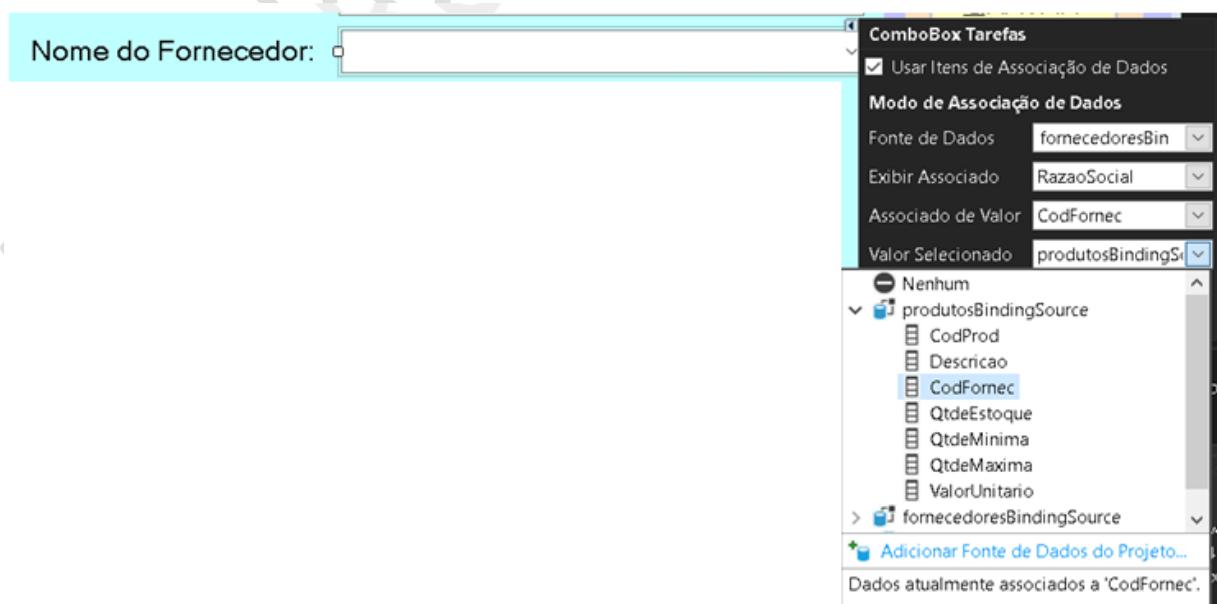 Nome do Fornecedor:
ComboBox Tarefas
Usar Itens de Associação de Dados
Modo de Associação de Dados
Fonte de Dados fornecedoresBin
Exibir Associado RazaoSocial
Associado de Valor CodFornec
Valor Selecionado produtosBindingS
Nenhum
produtosBindingSource
CodProd
Descricao
CodFornec
QtdeEstoque
QtdeMinima
QtdeMaxima
ValorUnitario
fornecedoresBindingSource
Adicionar Fonte de Dados do Projeto...
Dados atualmente associados a 'CodFornec'.